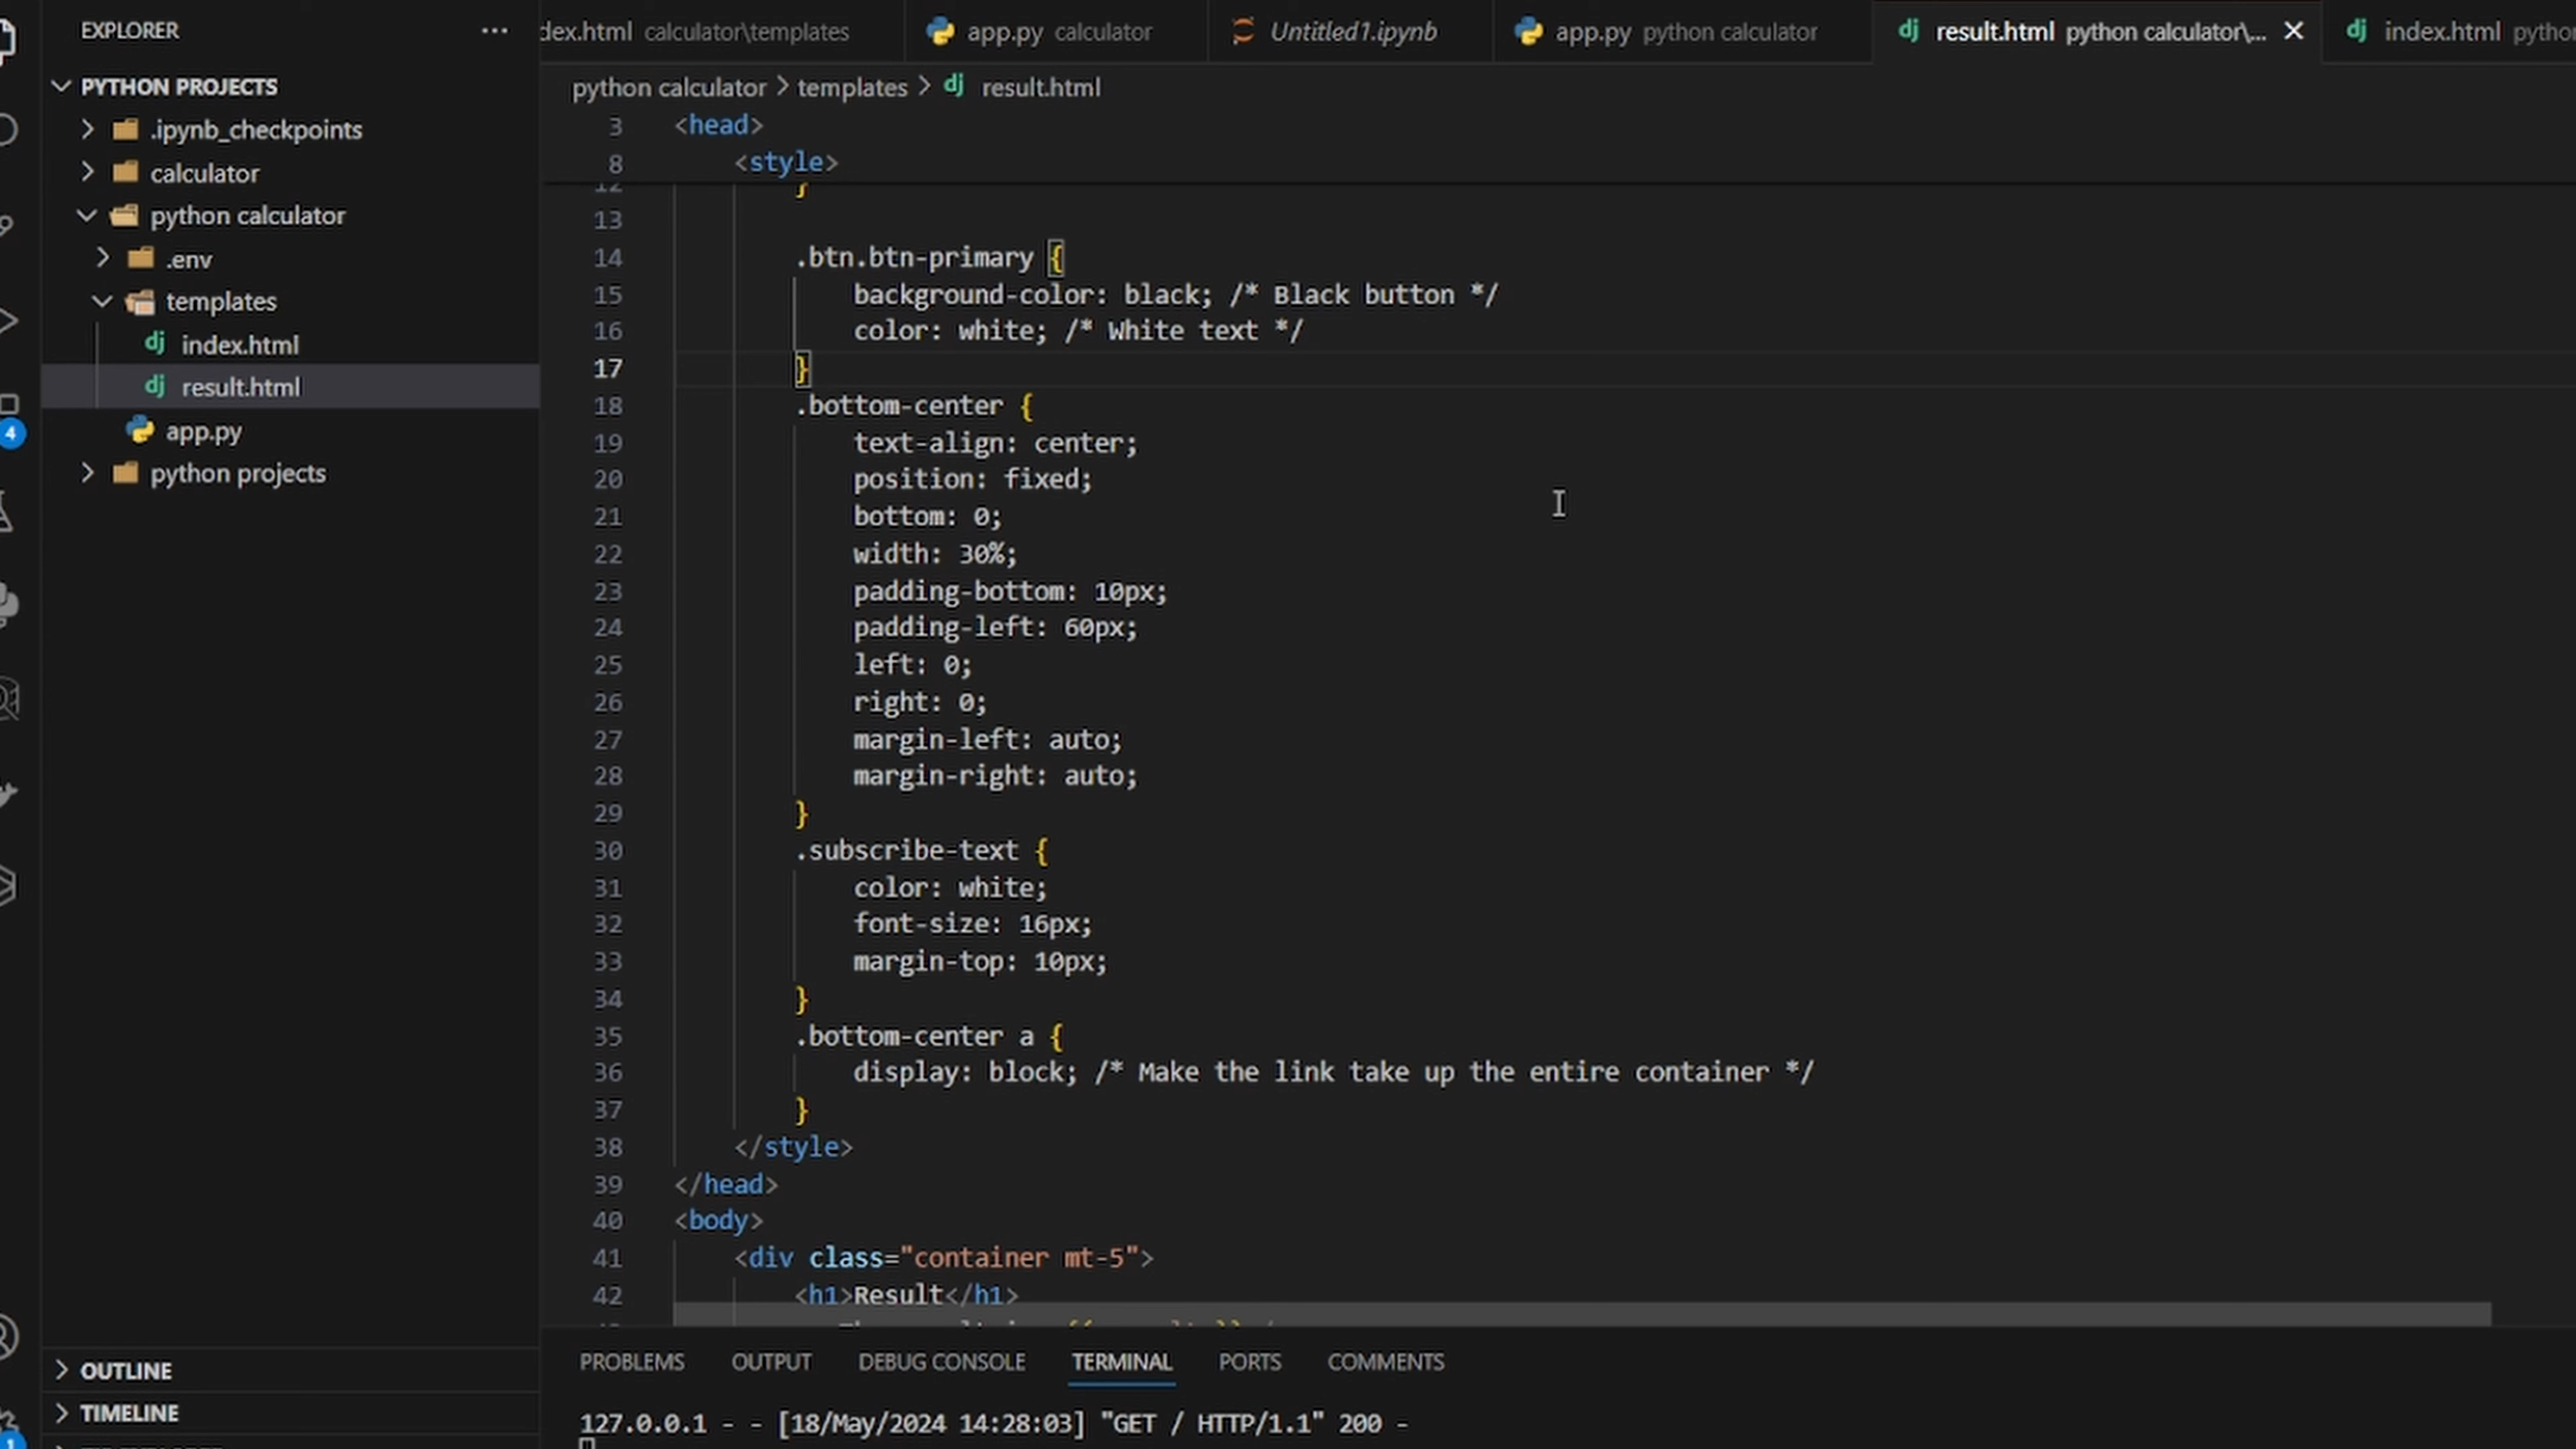 EXPLORER
PYTHON PROJECTS
.ipynb_checkpoints
calculator
python calculator
.env
templates
index.html
result.html
app.py
python projects
OUTLINE
TIMELINE
4
1
dex.html calculator\templates
app.py calculator
Untitled1.ipynb
app.py python calculator
result.html python calculator\...
index.html pytho
python calculator > templates > result.html
3 <head>
8 <style>
12 }
13
14 .btn.btn-primary {
15 background-color: black; /* Black button */
16 color: white; /* White text */
17 }
18 .bottom-center {
19 text-align: center;
20 position: fixed;
21 bottom: 0;
22 width: 30%;
23 padding-bottom: 10px;
24 padding-left: 60px;
25 left: 0;
26 right: 0;
27 margin-left: auto;
28 margin-right: auto;
29 }
30 .subscribe-text {
31 color: white;
32 font-size: 16px;
33 margin-top: 10px;
34 }
35 .bottom-center a {
36 display: block; /* Make the link take up the entire container */
37 }
38 </style>
39 </head>
40 <body>
41 <div class="container mt-5">
42 <h1>Result</h1>
PROBLEMS OUTPUT DEBUG CONSOLE TERMINAL PORTS COMMENTS
127.0.0.1 - - [18/May/2024 14:28:03] "GET / HTTP/1.1" 200 -